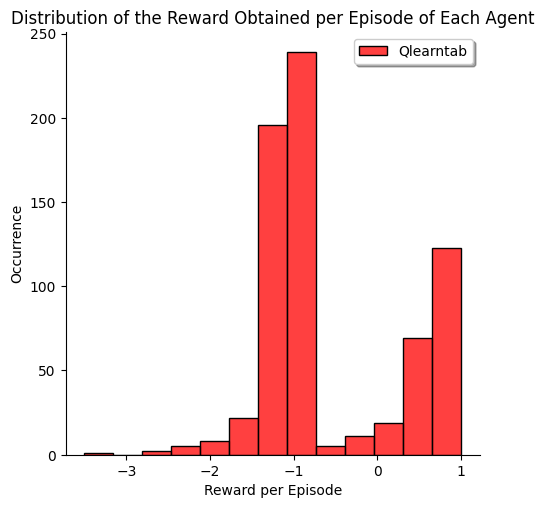 Distribution of the Reward Obtained per Episode of Each Agent
Qlearntab
250
200
150
100
50
0
Occurrence
−3
−2
−1
0
1
Reward per Episode